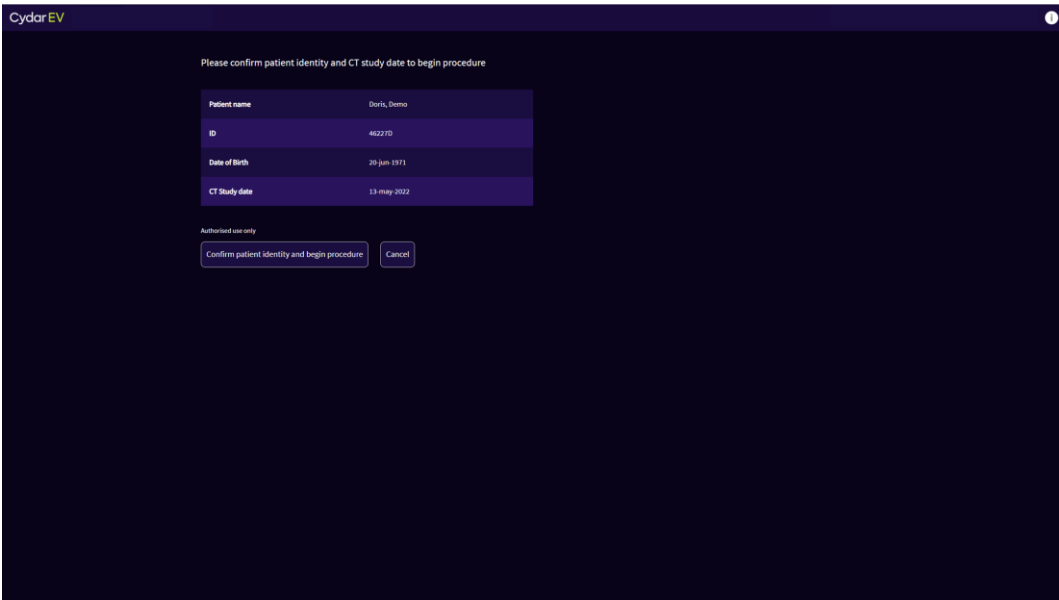 Cydar EV
i
Please confirm patient identity and CT study date to begin procedure
Patient name Doris, Demo
ID 46227D
Date of Birth 20-jun-1971
CT Study date 13-may-2022
Authorised use only
Confirm patient identity and begin procedure Cancel